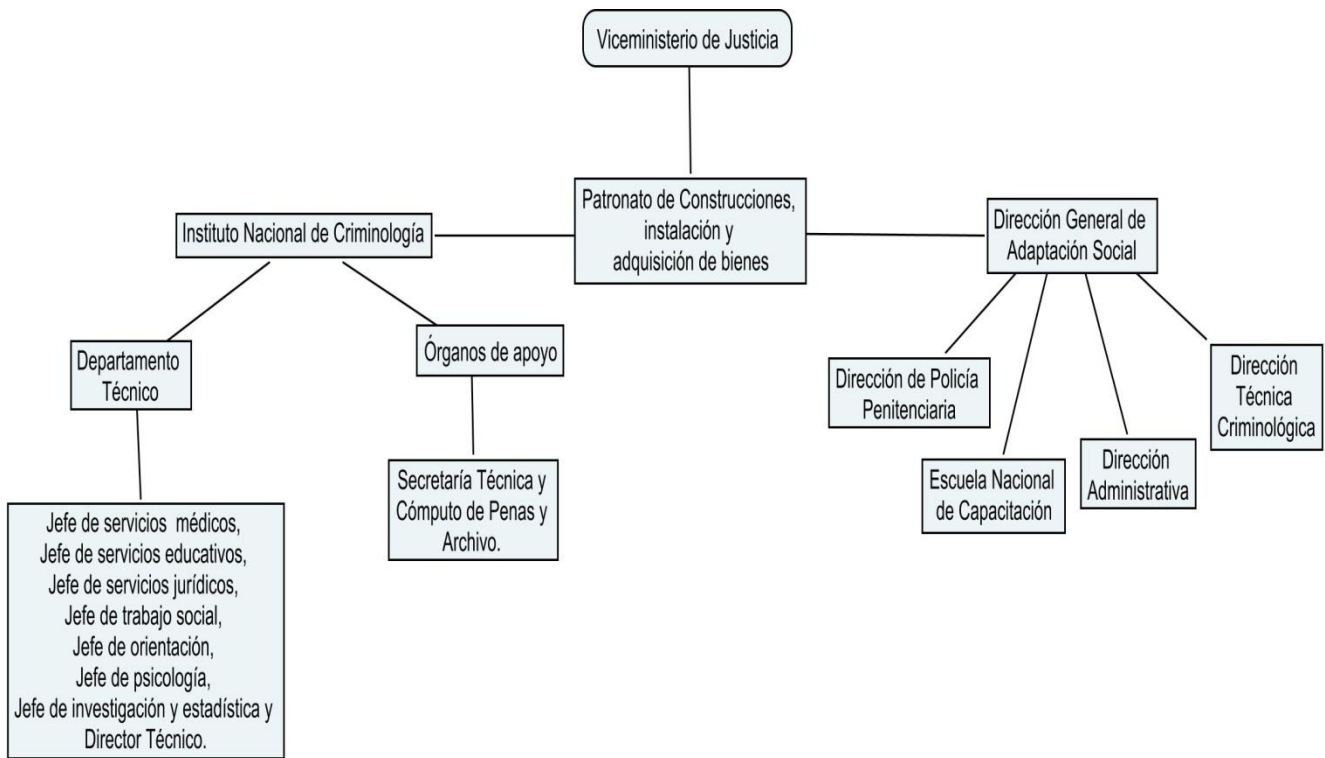 Viceministerio de Justicia
Patronato de Construcciones,
instalación y
adquisición de bienes
Instituto Nacional de Criminología
Dirección General de
Adaptación Social
Departamento
Técnico
Órganos de apoyo
Dirección de Policía
Penitenciaria
Escuela Nacional
de Capacitación
Dirección
Administrativa
Dirección
Técnica
Criminológica
Jefe de servicios médicos,
Jefe de servicios educativos,
Jefe de servicios jurídicos,
Jefe de trabajo social,
Jefe de orientación,
Jefe de psicología,
Jefe de investigación y estadística y
Director Técnico.
Secretaría Técnica y
Cómputo de Penas y
Archivo.